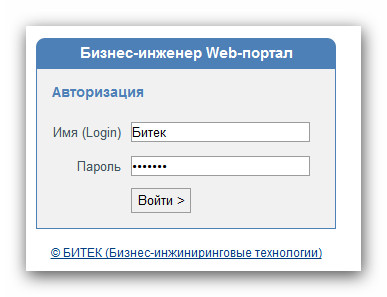 Бизнес-инженер Web-портал
Авторизация
Имя (Login) Битек
Пароль •••••••
Войти >
© БИТЕК (Бизнес-инжиниринговые технологии)